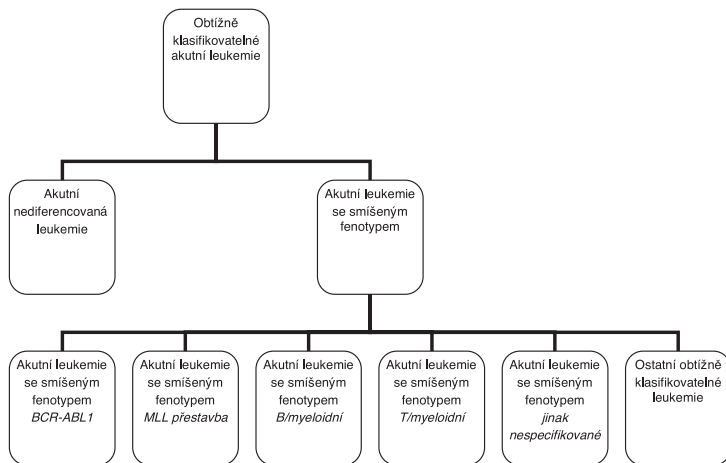 Obtížně
klasifikovatelné
akutní leukemie
Akutní
nediferencovaná
leukemie
Akutní leukemie
se smíšeným
fenotypem
Akutní leukemie
se smíšeným
fenotypem
BCR-ABL1
Akutní leukemie
se smíšeným
fenotypem
MLL přestavba
Akutní leukemie
se smíšeným
fenotypem
B/myeloidní
Akutní leukemie
se smíšeným
fenotypem
T/myeloidní
Akutní leukemie
se smíšeným
fenotypem
jinak
nespecifikované
Ostatní obtížně
klasifikovatelné
leukemie